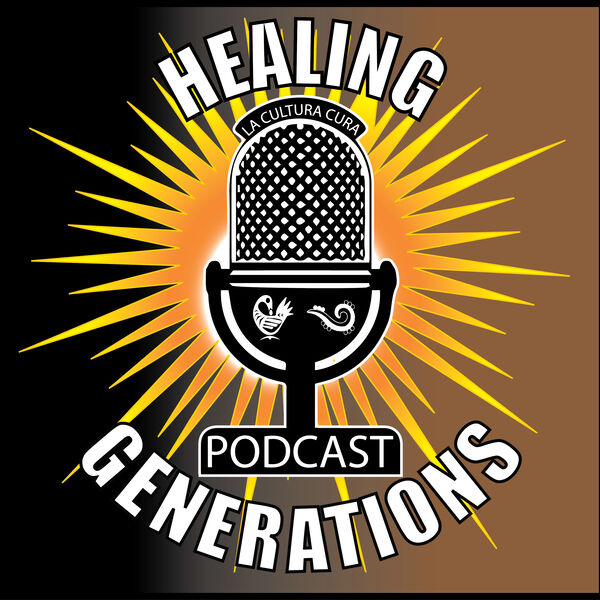 HEALING
LA CULTURA CURA
PODCAST
GENERATIONS